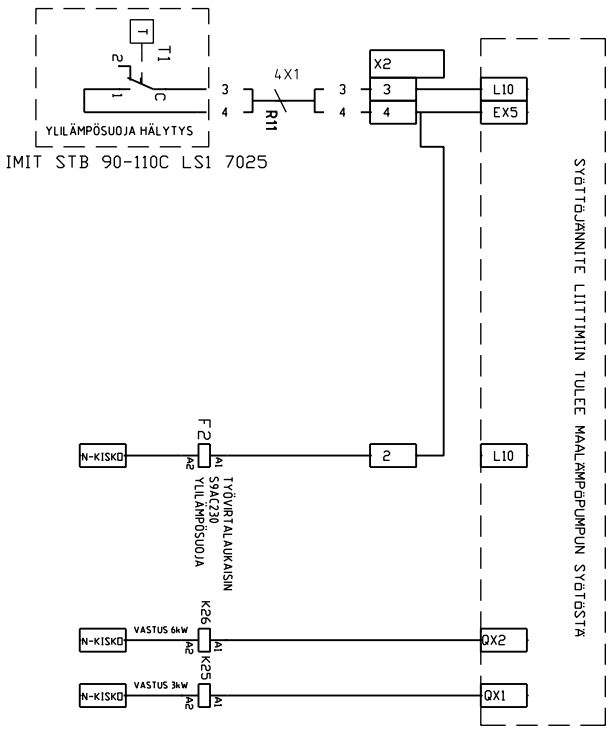 T
T1
2
1
C
YLILÄMPÖSUOJA HÄLYTYS
IMIT STB 90-110C LS1 7025
3
4
4X1
R11
3
4
X2
3
4
L10
EX5
SYÖTTÖJÄNNITE LIITTIMIIN TULEE MAALÄMPÖPUMPUN SYÖTÖSTÄ
N-KISKO
A2
F2
A1
TYÖVIRTALAUKAISIN
S9AC230
YLILÄMPÖSUOJA
2
L10
N-KISKO
VASTUS 6kW
A2
K26
A1
QX2
N-KISKO
VASTUS 3kW
A2
K25
A1
QX1